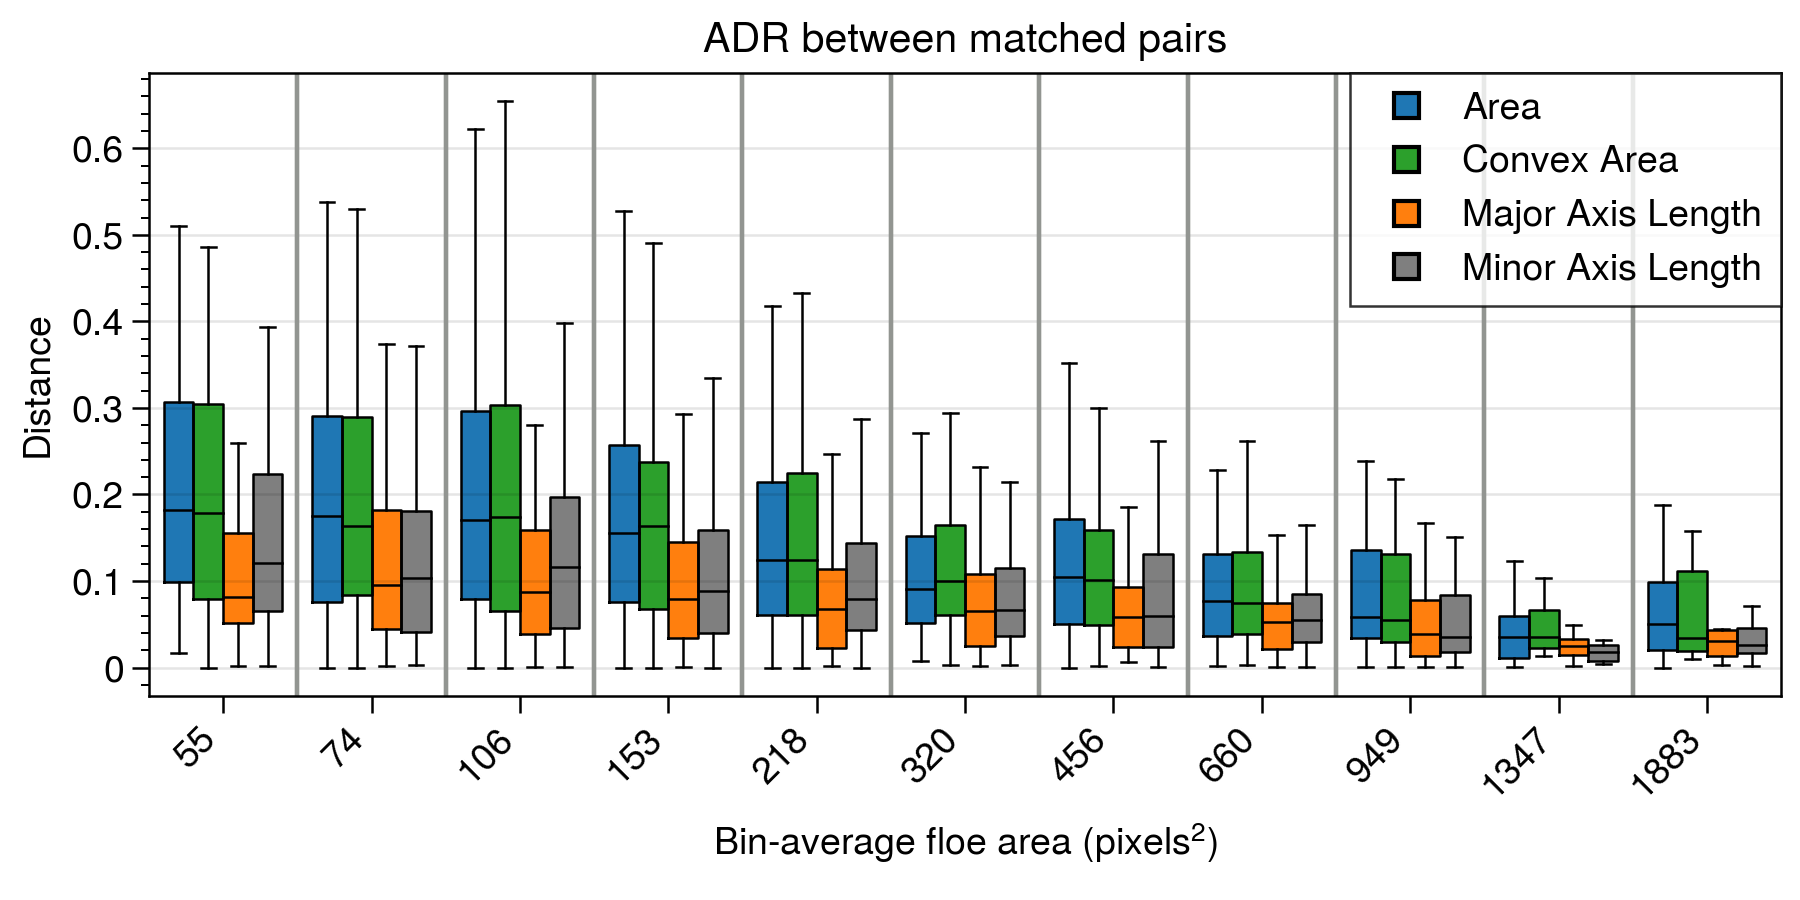 ADR between matched pairs
Area
Convex Area
Major Axis Length
Minor Axis Length
Distance
0.6
0.5
0.4
0.3
0.2
0.1
0
55
74
106
153
218
320
456
660
949
1347
1883
Bin-average floe area (pixels²)